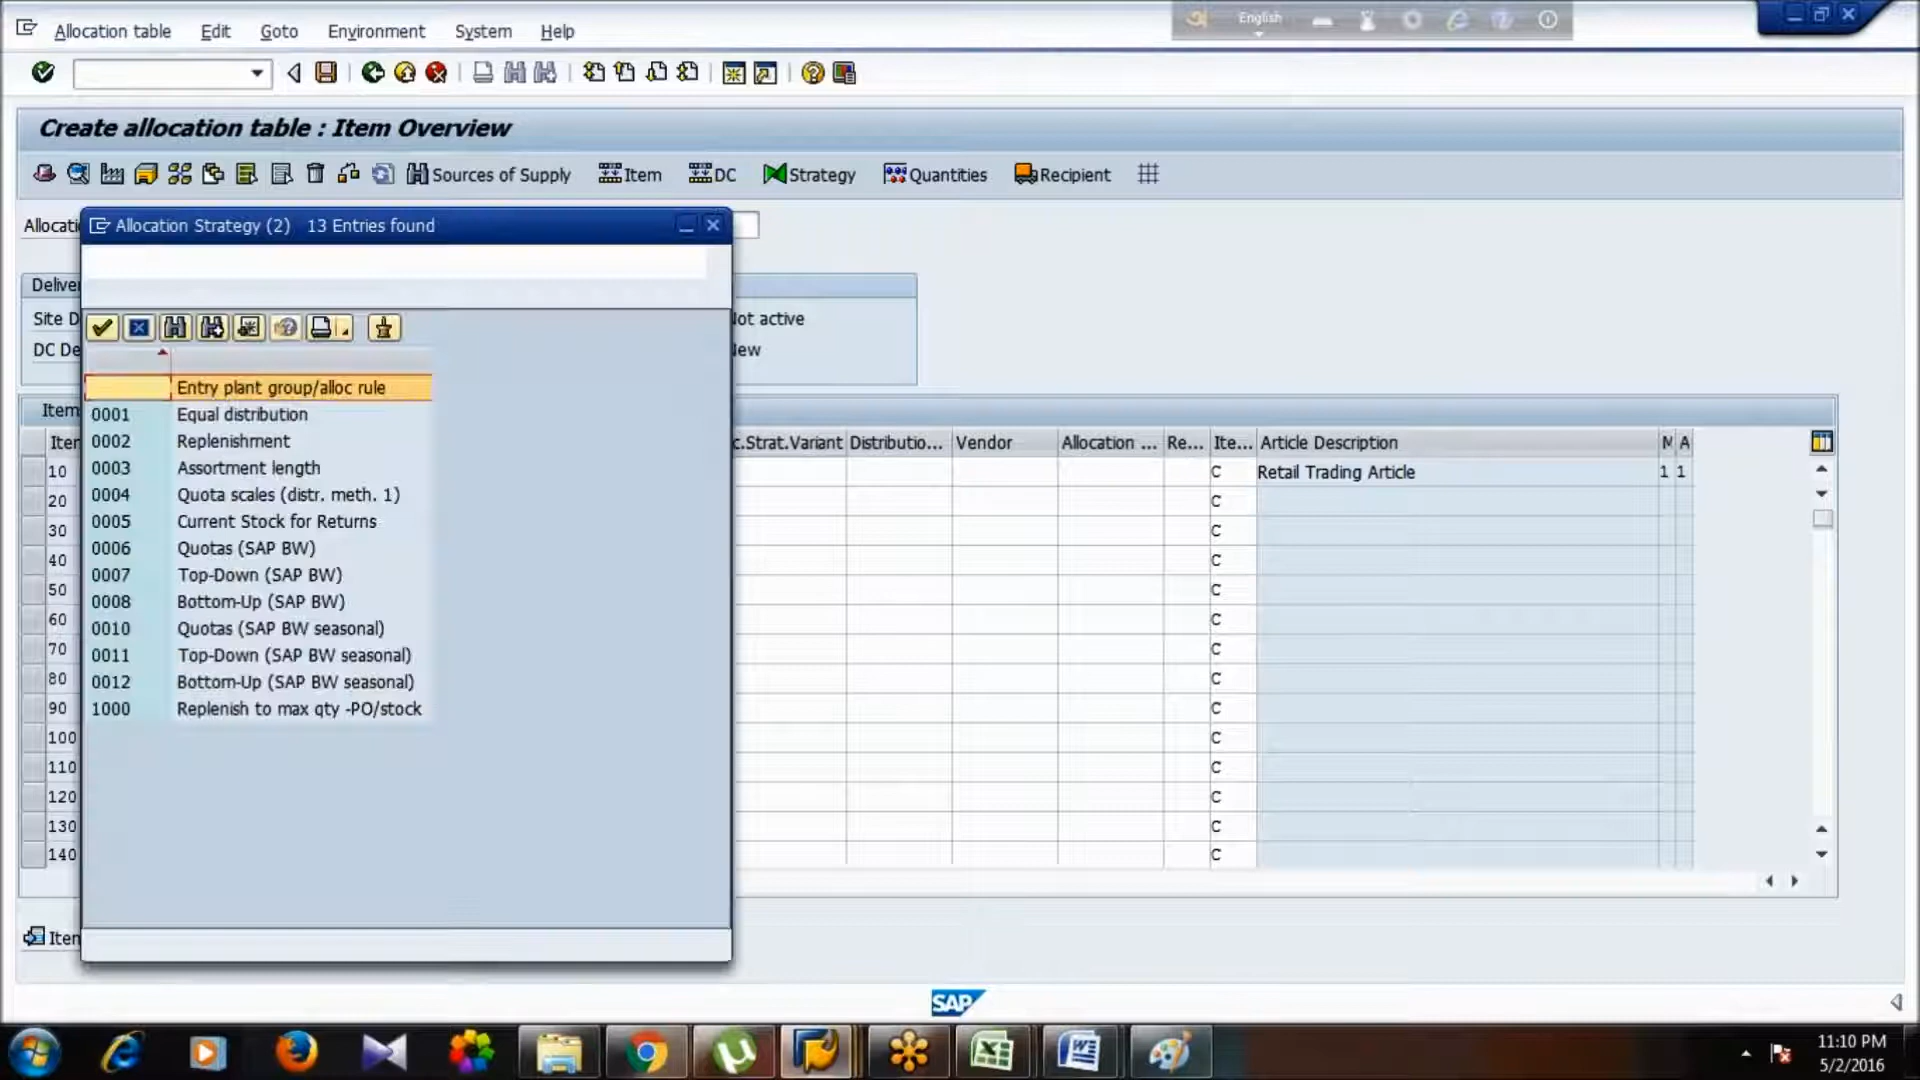 Allocation table Edit Goto Environment System Help
English
Create allocation table : Item Overview
Sources of Supply Item DC Strategy Quantities Recipient
Allocati
Allocation Strategy (2) 13 Entries found
Deliver
Site D Not active
DC De New
Entry plant group/alloc rule
0001 Equal distribution
0002 Replenishment
0003 Assortment length
0004 Quota scales (distr. meth. 1)
0005 Current Stock for Returns
0006 Quotas (SAP BW)
0007 Top-Down (SAP BW)
0008 Bottom-Up (SAP BW)
0010 Quotas (SAP BW seasonal)
0011 Top-Down (SAP BW seasonal)
0012 Bottom-Up (SAP BW seasonal)
1000 Replenish to max qty -PO/stock
Items
Item c.Strat.Variant Distributio... Vendor Allocation ... Re... Ite... Article Description M A
10 C Retail Trading Article 1 1
20 C
30 C
40 C
50 C
60 C
70 C
80 C
90 C
100 C
110 C
120 C
130 C
140 C
Item
SAP
11:10 PM
5/2/2016